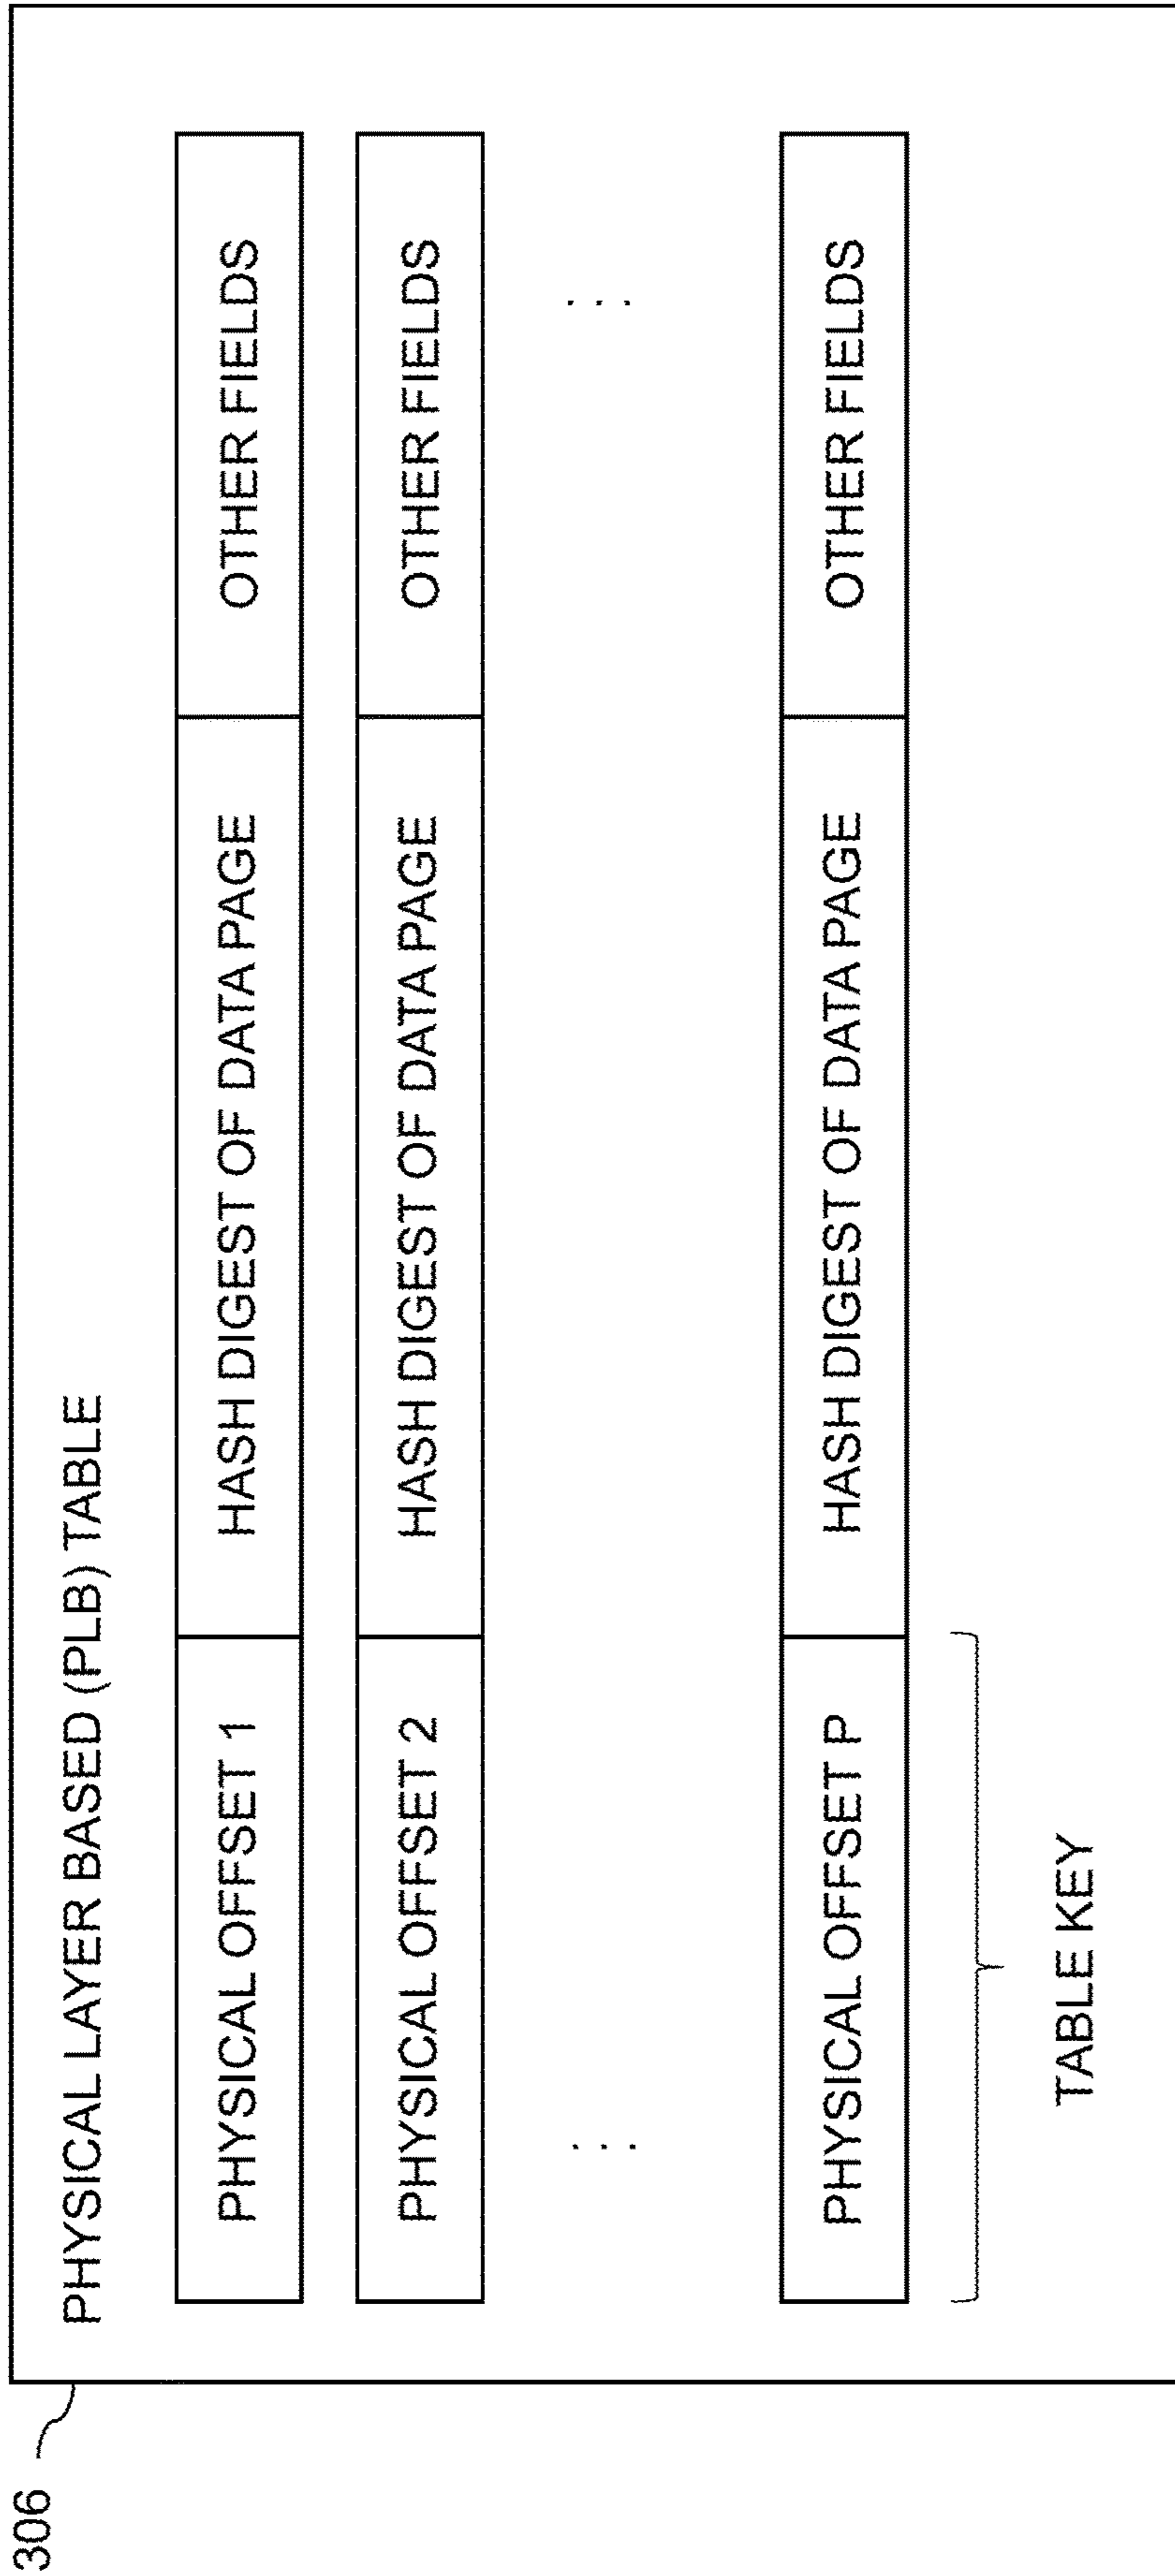 306
PHYSICAL LAYER BASED (PLB) TABLE
PHYSICAL OFFSET 1 HASH DIGEST OF DATA PAGE OTHER FIELDS
PHYSICAL OFFSET 2 HASH DIGEST OF DATA PAGE OTHER FIELDS
. . . . . .
PHYSICAL OFFSET P HASH DIGEST OF DATA PAGE OTHER FIELDS
TABLE KEY